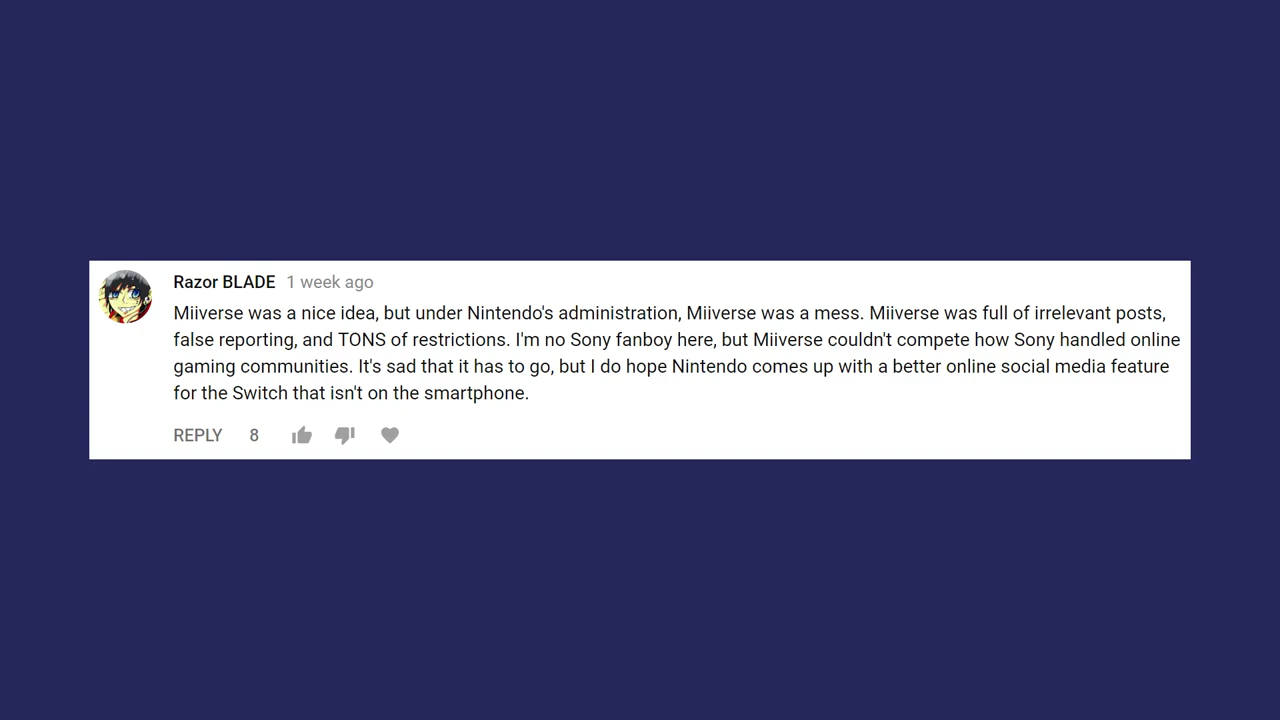 Razor BLADE 1 week ago
Miiverse was a nice idea, but under Nintendo's administration, Miiverse was a mess. Miiverse was full of irrelevant posts,
false reporting, and TONS of restrictions. I'm no Sony fanboy here, but Miiverse couldn't compete how Sony handled online
gaming communities. It's sad that it has to go, but I do hope Nintendo comes up with a better online social media feature
for the Switch that isn't on the smartphone.
REPLY 8